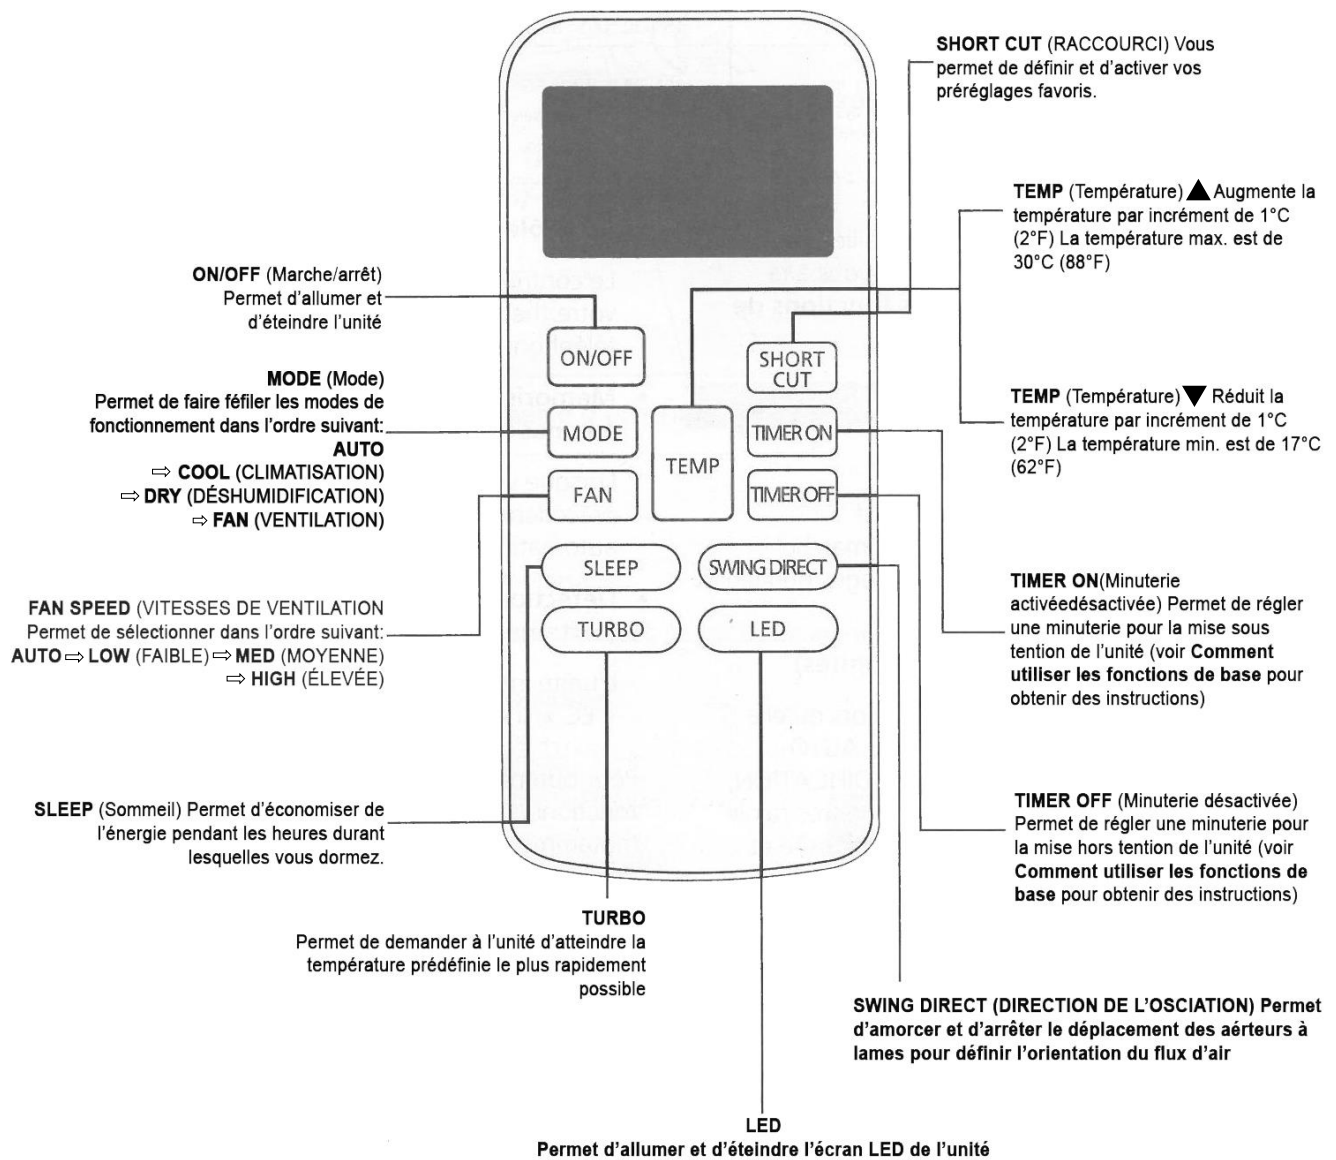 SHORT CUT (RACCOURCI) Vous
permet de définir et d'activer vos
préréglages favoris.
TEMP (Température) ▲ Augmente la
température par incrément de 1°C
(2°F) La température max. est de
30°C (88°F)
ON/OFF (Marche/arrêt)
Permet d'allumer et
d'éteindre l'unité
MODE (Mode)
Permet de faire féfiler les modes de
fonctionnement dans l'ordre suivant:
AUTO
⇨ COOL (CLIMATISATION)
⇨ DRY (DÉSHUMIDIFICATION)
⇨ FAN (VENTILATION)
ON/OFF
SHORT
CUT
MODE
TEMP
TIMER ON
FAN
TIMER OFF
SLEEP
SWING DIRECT
TURBO
LED
TEMP (Température) ▼ Réduit la
température par incrément de 1°C
(2°F) La température min. est de 17°C
(62°F)
FAN SPEED (VITESSES DE VENTILATION
Permet de sélectionner dans l'ordre suivant:
AUTO ⇨ LOW (FAIBLE) ⇨ MED (MOYENNE)
⇨ HIGH (ÉLEVÉE)
TIMER ON(Minuterie
activéedésactivée) Permet de régler
une minuterie pour la mise sous
tention de l'unité (voir Comment
utiliser les fonctions de base pour
obtenir des instructions)
SLEEP (Sommeil) Permet d'économiser de
l'énergie pendant les heures durant
lesquelles vous dormez.
TIMER OFF (Minuterie désactivée)
Permet de régler une minuterie pour
la mise hors tention de l'unité (voir
Comment utiliser les fonctions de
base pour obtenir des instructions)
TURBO
Permet de demander à l'unité d'atteindre la
température prédéfinie le plus rapidement
possible
SWING DIRECT (DIRECTION DE L'OSCIATION) Permet
d'amorcer et d'arrêter le déplacement des aérteurs à
lames pour définir l'orientation du flux d'air
LED
Permet d'allumer et d'éteindre l'écran LED de l'unité